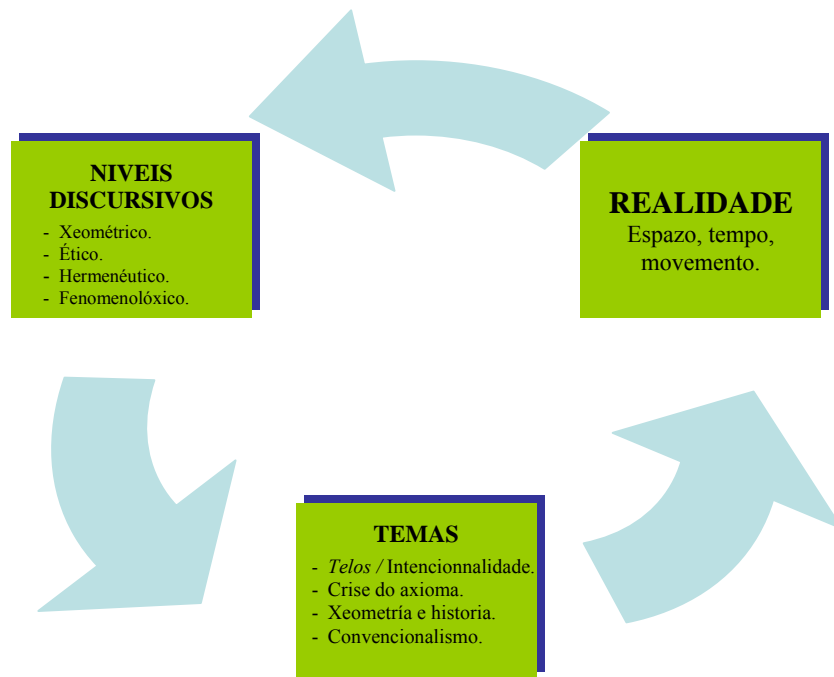 NIVEIS
DISCURSIVOS
- Xeométrico.
- Ético.
- Hermenéutico.
- Fenomenolóxico.
REALIDADE
Espazo, tempo,
movemento.
TEMAS
- Telos / Intencionnalidade.
- Crise do axioma.
- Xeometría e historia.
- Convencionalismo.